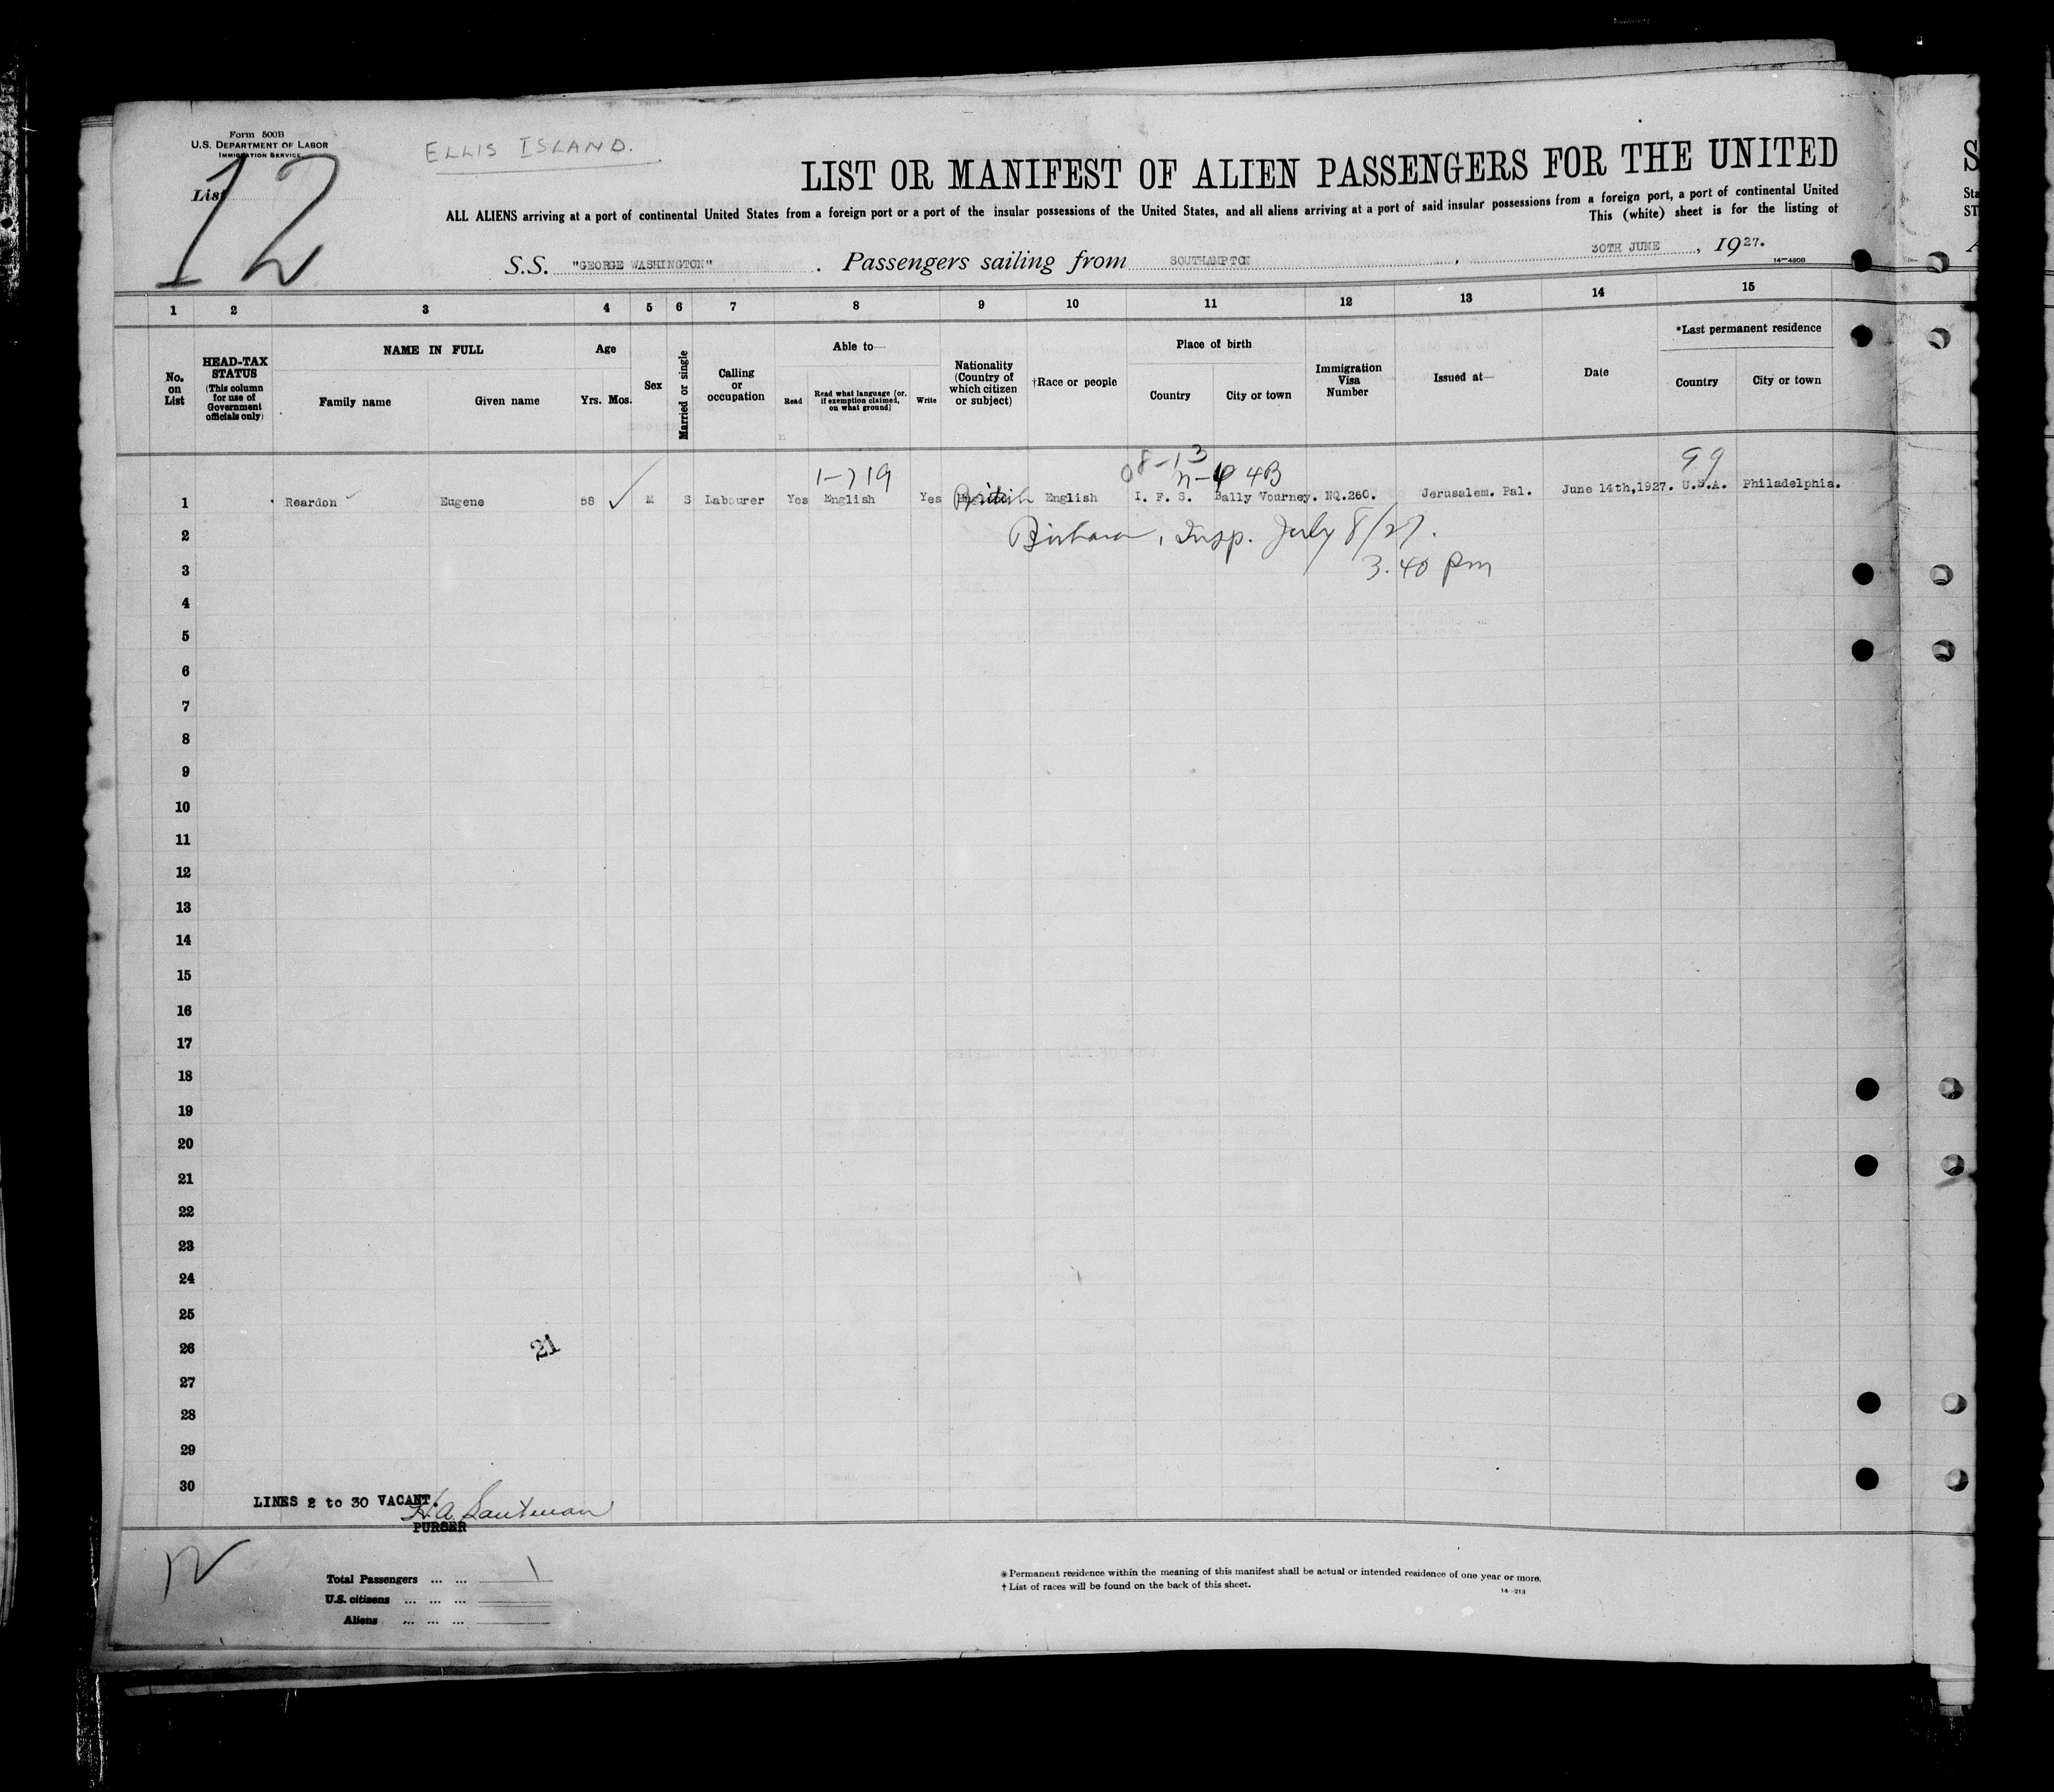 Form 500B
U.S. DEPARTMENT OF LABOR
IMMIGRATION SERVICE
ELLIS ISLAND.
List
12
LIST OR MANIFEST OF ALIEN PASSENGERS FOR THE UNITED
ALL ALIENS arriving at a port of continental United States from a foreign port or a port of the insular possessions of the United States, and all aliens arriving at a port of said insular possessions from a foreign port, a port of continental United
This (white) sheet is for the listing of
S.S. "GEORGE WASHINGTON". Passengers sailing from SOUTHAMPTON, 30TH JUNE, 1927.
14-4208
1 2 3 4 5 6 7 8 9 10 11 12 13 14 15
No. on List
HEAD-TAX STATUS (This column for use of Government officials only)
NAME IN FULL
Family name Given name
Age
Yrs. Mos.
Sex
Married or single
Calling or occupation
Able to—
Read
Read what language [or, if exemption claimed, on what ground]
Write
Nationality (Country of which citizen or subject)
†Race or people
Place of birth
Country City or town
Immigration Visa Number
Issued at—
Date
*Last permanent residence
Country City or town
1-719 08-13 4B 99
1 Reardon Eugene 58 M S Labourer Yes English Yes British English I. F. S. Bally Vourney. NQ.260. Jerusalem. Pal. June 14th,1927. U.S.A. Philadelphia.
2 Insp. July 8/27.
3 3.40 pm
4
5
6
7
8
9
10
11
12
13
14
15
16
17
18
19
20
21
22
23
24
25
26
21
27
28
29
30
LINES 2 to 30 VACANT.
H.A.
PURSER
Total Passengers ... ... 1
U.S. citizens ... ... ...
Aliens ... ... ...
* Permanent residence within the meaning of this manifest shall be actual or intended residence of one year or more.
† List of races will be found on the back of this sheet.
14-213